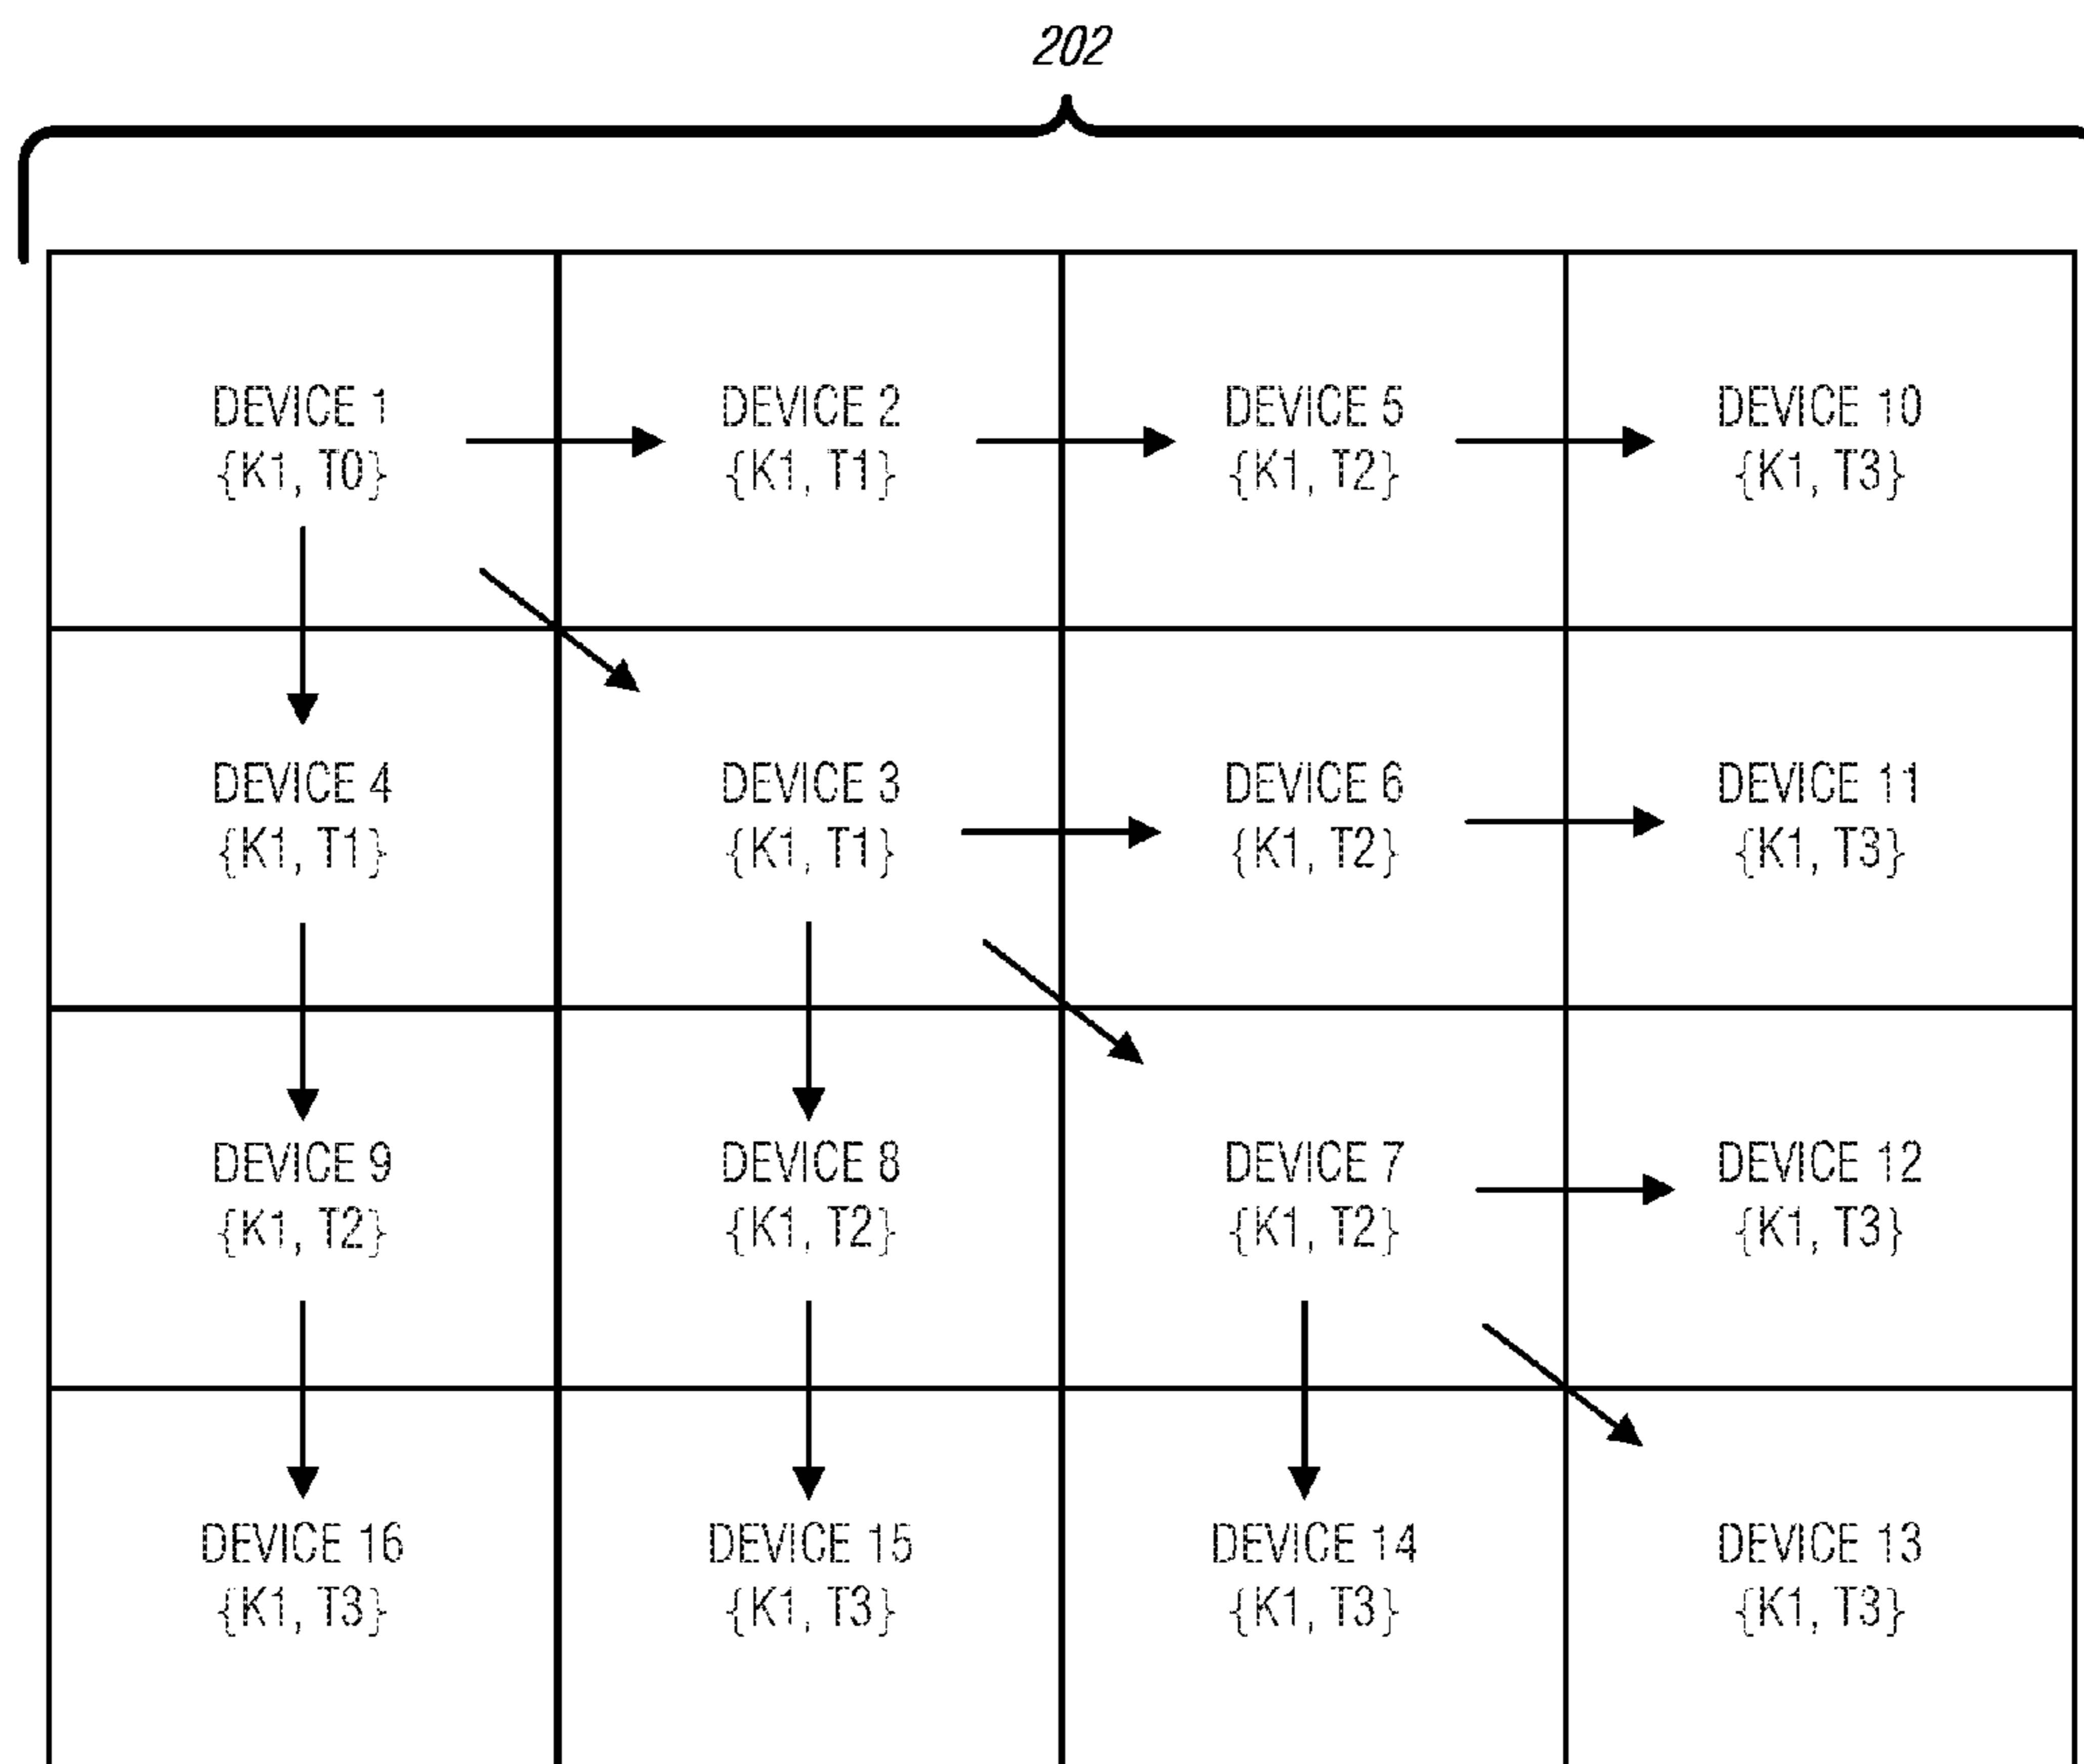 202
DEVICE 1
{K1, T0}
DEVICE 2
{K1, T1}
DEVICE 5
{K1, T2}
DEVICE 10
{K1, T3}
DEVICE 4
{K1, T1}
DEVICE 3
{K1, T1}
DEVICE 6
{K1, T2}
DEVICE 11
{K1, T3}
DEVICE 9
{K1, T2}
DEVICE 8
{K1, T2}
DEVICE 7
{K1, T2}
DEVICE 12
{K1, T3}
DEVICE 16
{K1, T3}
DEVICE 15
{K1, T3}
DEVICE 14
{K1, T3}
DEVICE 13
{K1, T3}